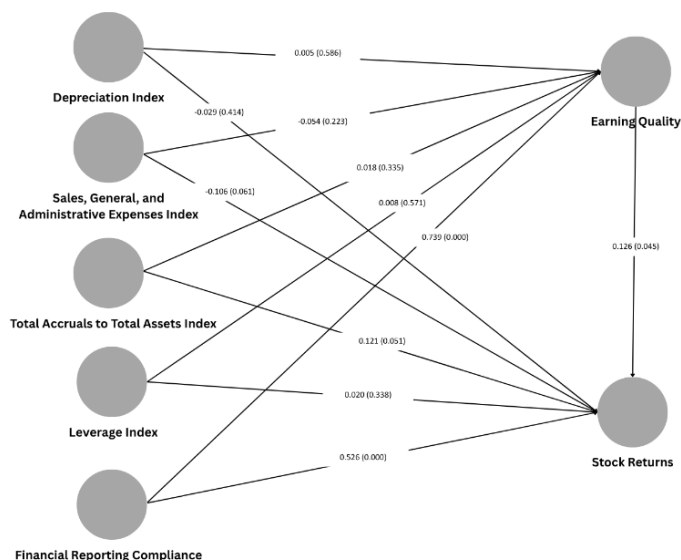 0.005 (0.586)
Depreciation Index
Earning Quality
-0.029 (0.414)
-0.054 (0.223)
0.018 (0.335)
-0.106 (0.061)
Sales, General, and
Administrative Expenses Index
0.008 (0.571)
0.739 (0.000)
0.126 (0.045)
Total Accruals to Total Assets Index
0.121 (0.051)
0.020 (0.338)
Leverage Index
0.526 (0.000)
Stock Returns
Financial Reporting Compliance